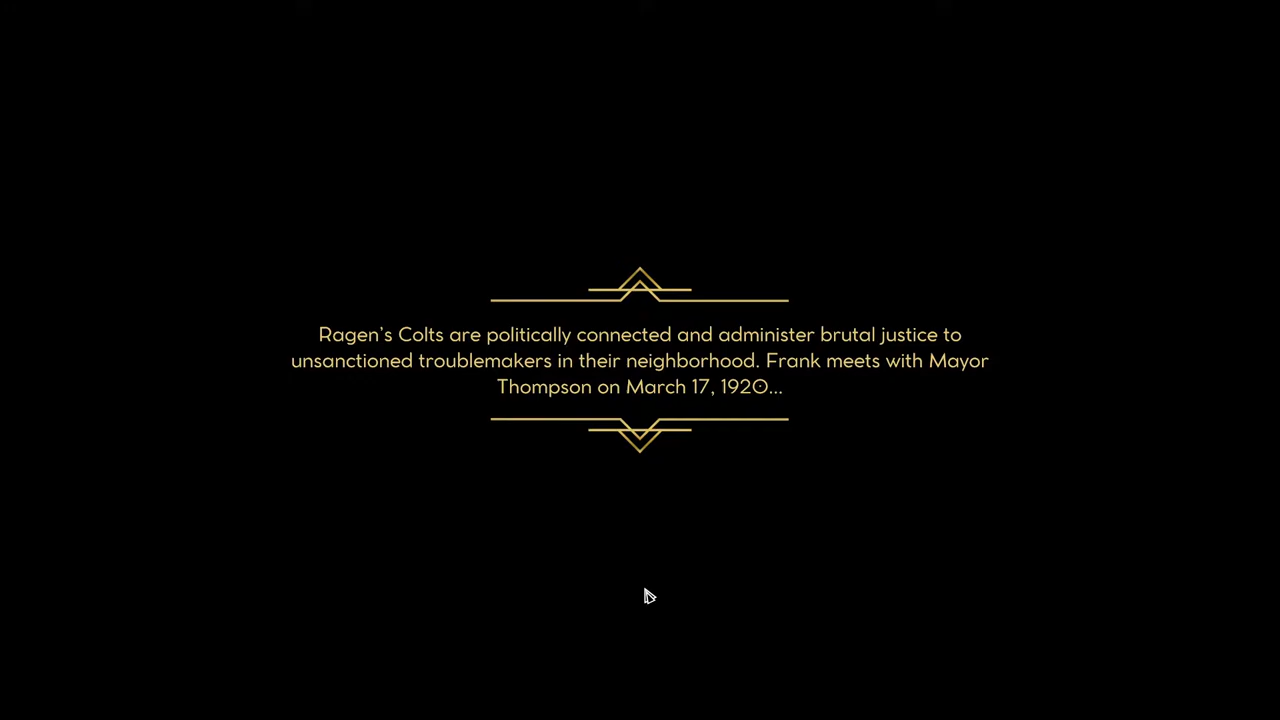 Ragen's Colts are politically connected and administer brutal justice to
unsanctioned troublemakers in their neighborhood. Frank meets with Mayor
Thompson on March 17, 1920...